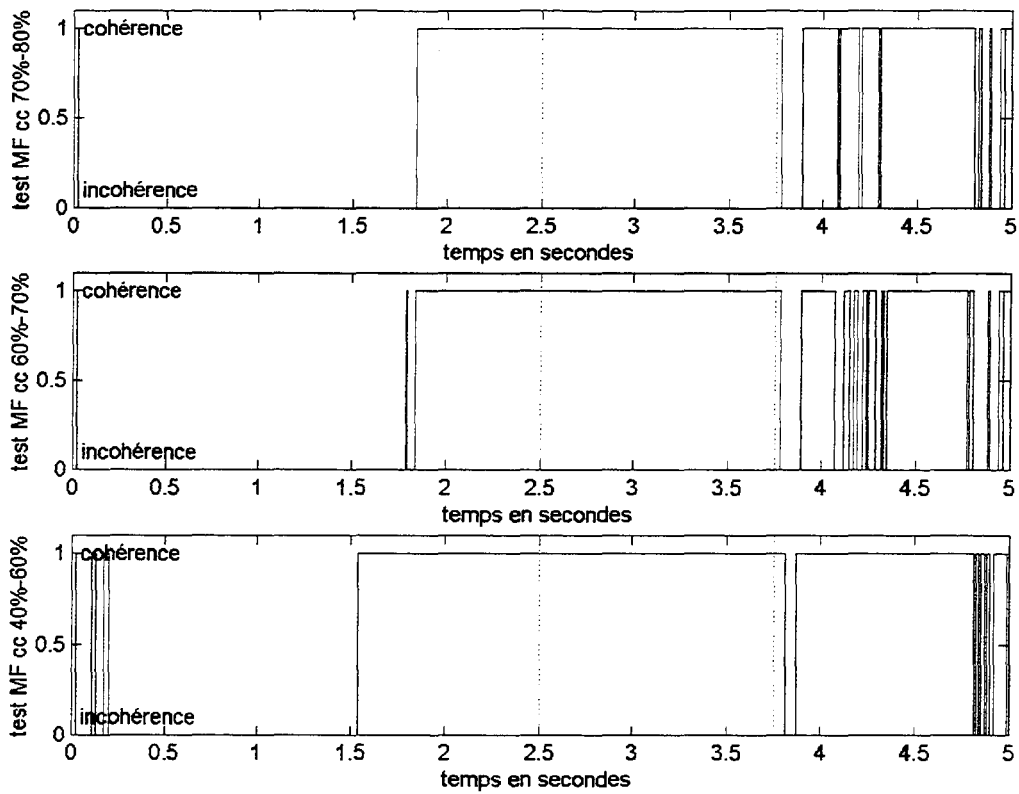 test MF cc 70%-80%
1
cohérence
0.5
incohérence
0
0 0.5 1 1.5 2 2.5 3 3.5 4 4.5 5
temps en secondes
test MF cc 60%-70%
1
cohérence
0.5
incohérence
0
0 0.5 1 1.5 2 2.5 3 3.5 4 4.5 5
temps en secondes
test MF cc 40%-60%
1
cohérence
0.5
incohérence
0
0 0.5 1 1.5 2 2.5 3 3.5 4 4.5 5
temps en secondes